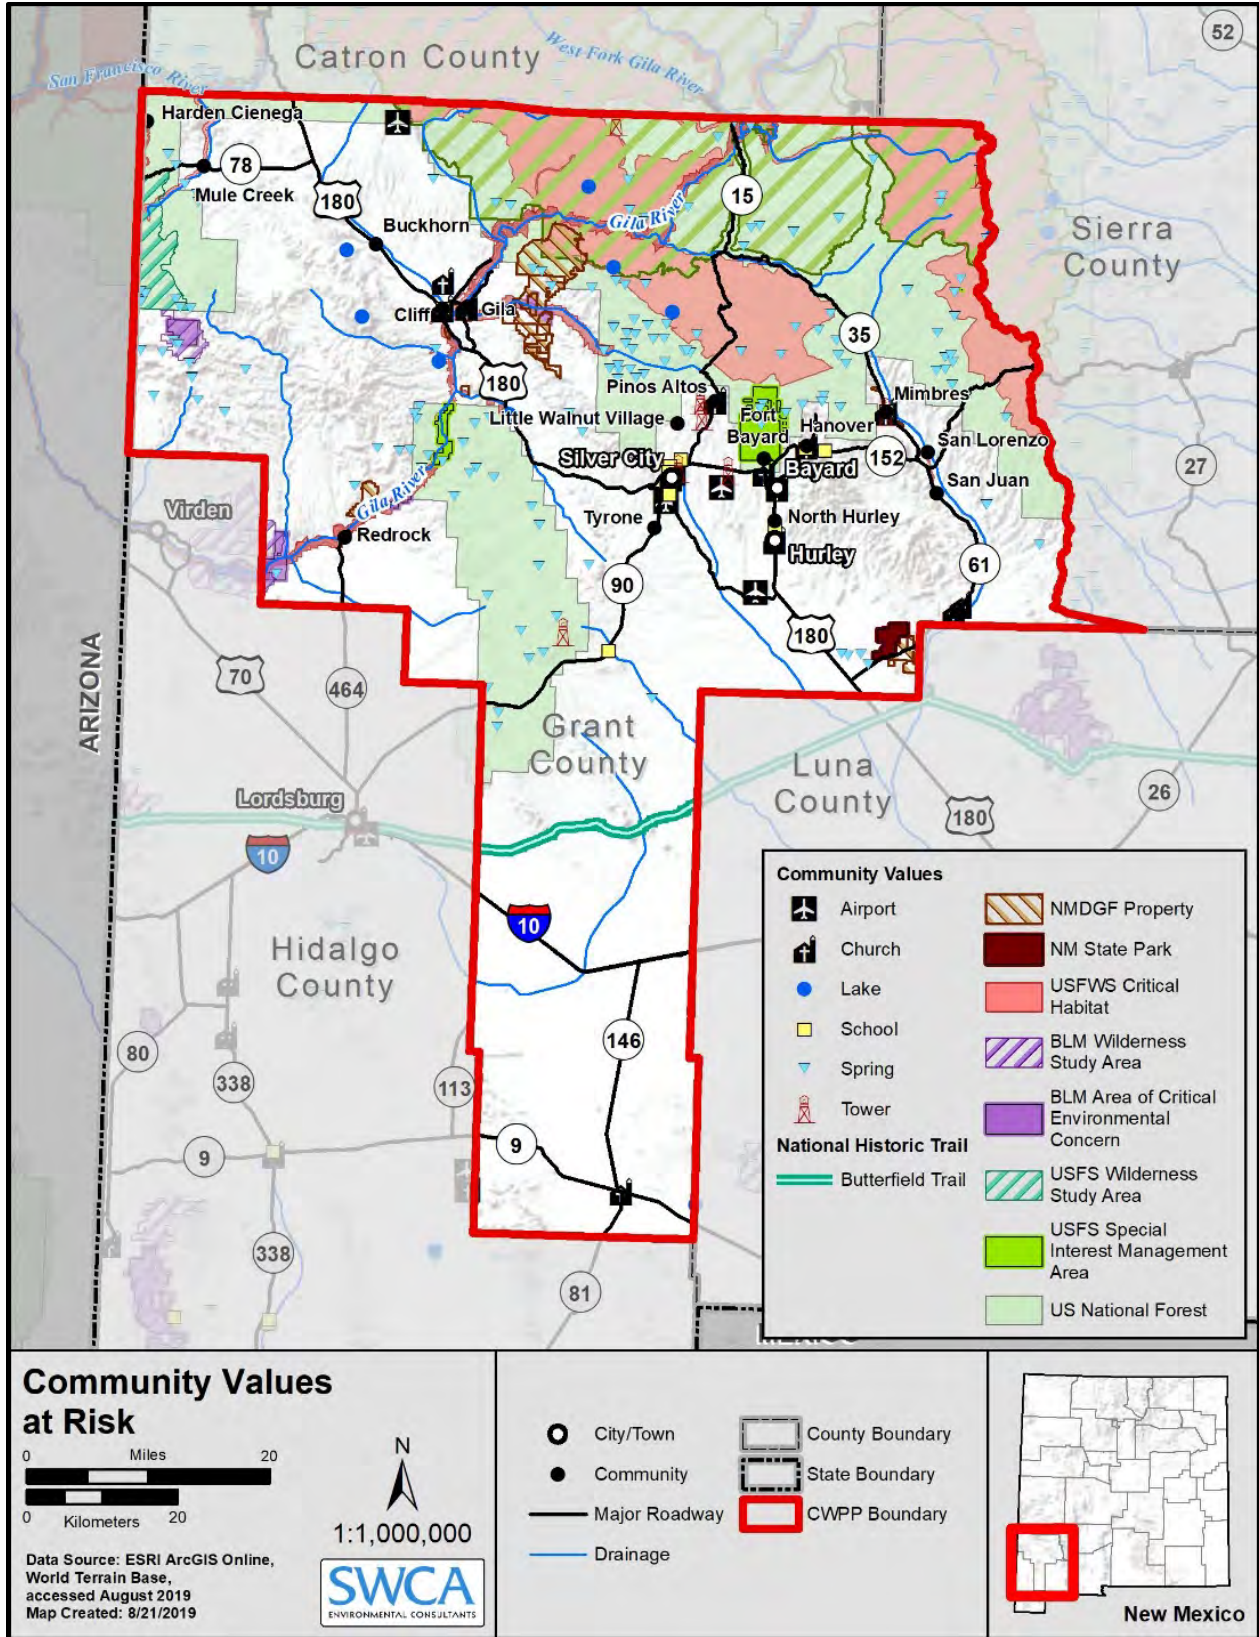 52
Catron County
West Fork Gila River
San Francisco River
Harden Cienega
78
Mule Creek
180
15
Buckhorn
Gila River
Sierra
County
Cliff
Gila
35
180
Pinos Altos
Mimbres
Little Walnut Village
Fort
Bayard
Hanover
San Lorenzo
Silver City
Bayard
152
27
San Juan
Gila River
Virden
Tyrone
North Hurley
Redrock
Hurley
61
90
180
ARIZONA
70
464
Grant
County
Luna
County
26
Lordsburg
180
10
10
Hidalgo
County
146
80
338
113
9
9
338
81
MEXICO
Community Values
Airport
Church
Lake
School
Spring
Tower
National Historic Trail
Butterfield Trail
NMDGF Property
NM State Park
USFWS Critical
Habitat
BLM Wilderness
Study Area
BLM Area of Critical
Environmental
Concern
USFS Wilderness
Study Area
USFS Special
Interest Management
Area
US National Forest
Community Values
at Risk
0 Miles 20
0 Kilometers 20
N
1:1,000,000
Data Source: ESRI ArcGIS Online,
World Terrain Base,
accessed August 2019
Map Created: 8/21/2019
SWCA
ENVIRONMENTAL CONSULTANTS
City/Town
Community
Major Roadway
Drainage
County Boundary
State Boundary
CWPP Boundary
New Mexico